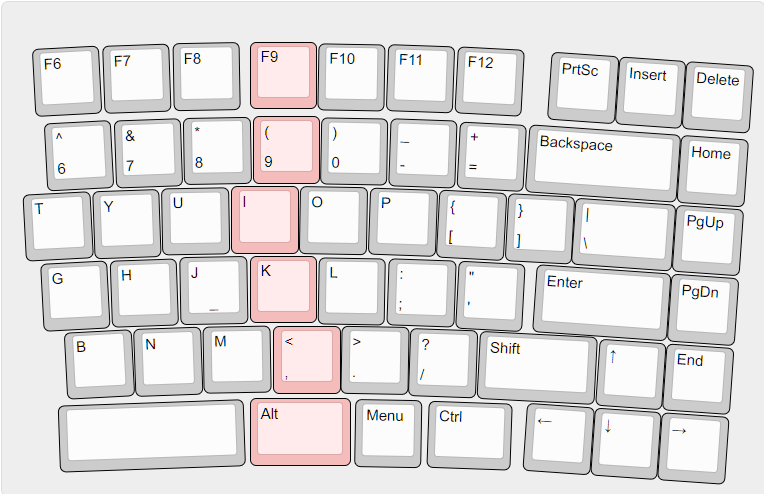 F6 F7 F8 F9 F10 F11 F12 PrtSc Insert Delete
^ & * ( ) _ + Backspace Home
6 7 8 9 0 - =
T Y U I O P { } | PgUp
[ ] \
G H J K L : " Enter PgDn
_ ; '
B N M < > ? Shift ↑ End
, . /
Alt Menu Ctrl ← ↓ →